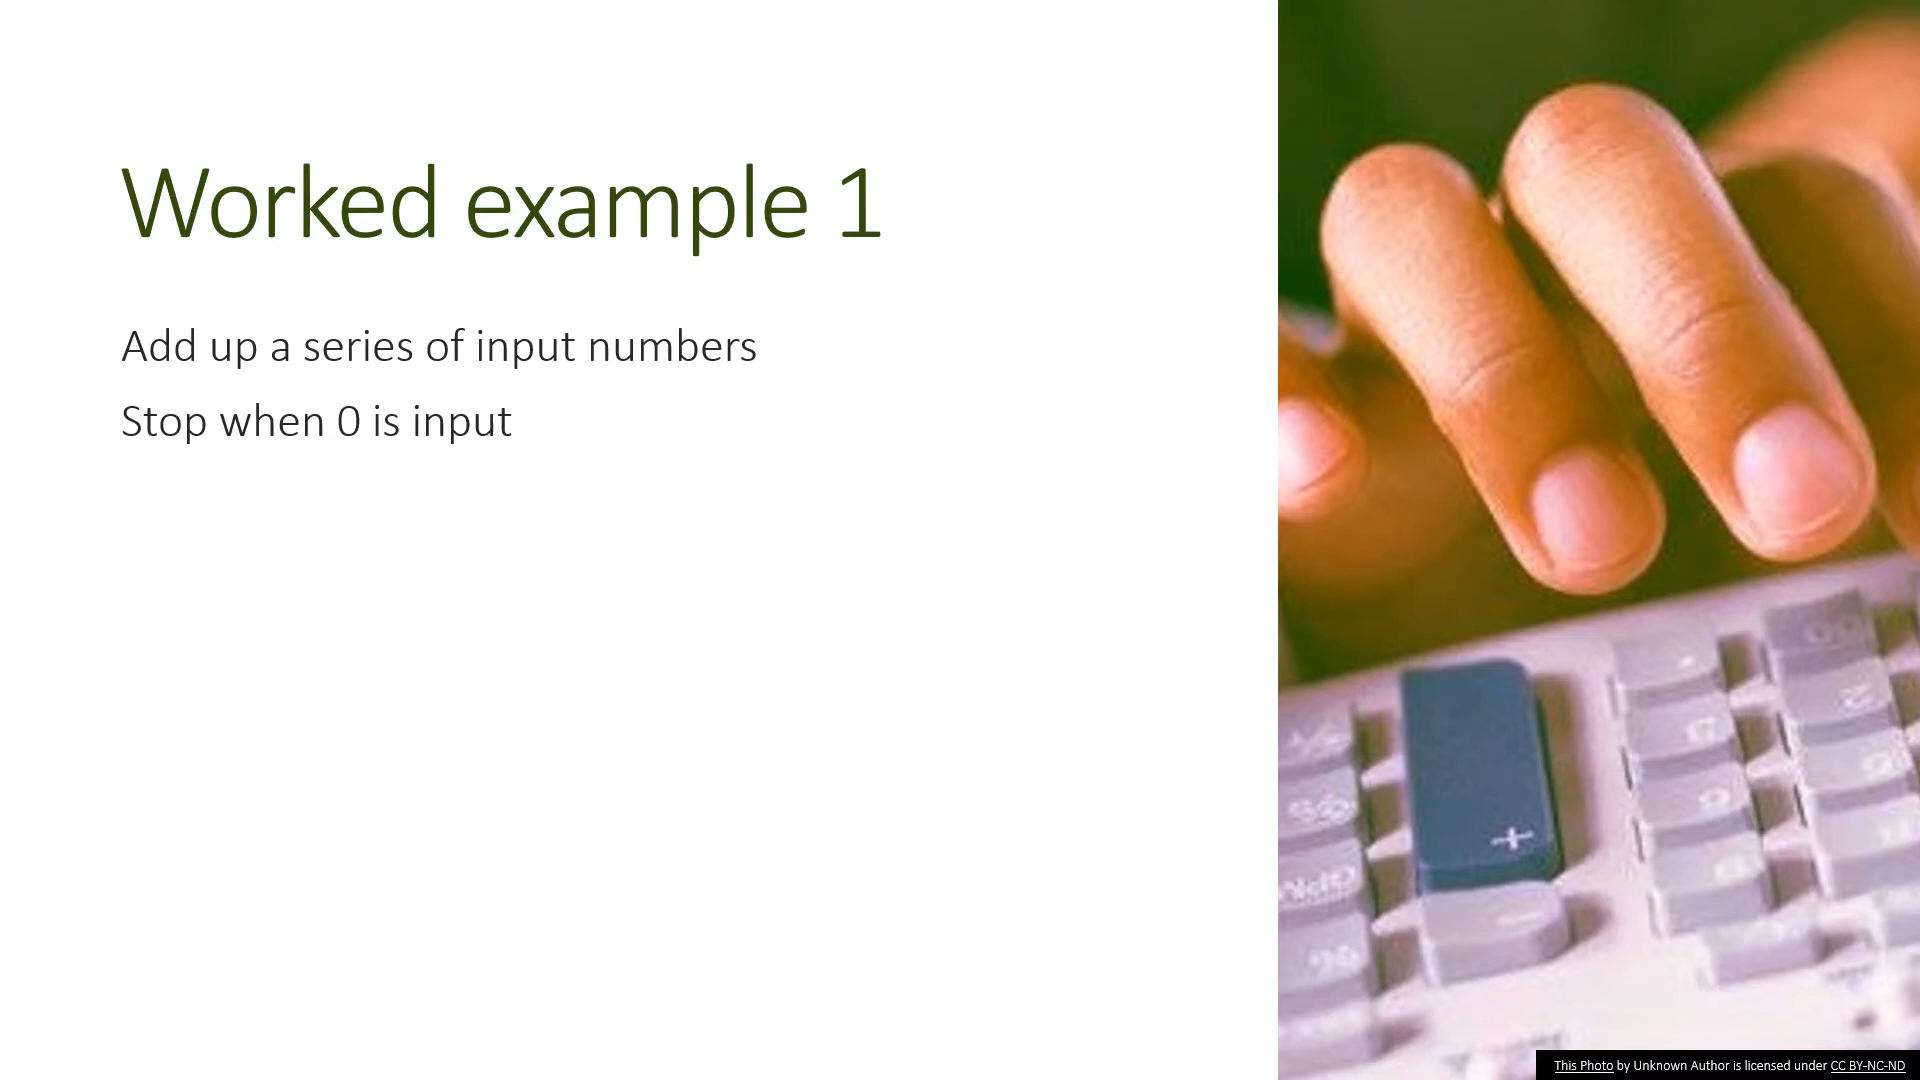 Worked example 1
Add up a series of input numbers
Stop when 0 is input
+
This Photo by Unknown Author is licensed under CC BY-NC-ND